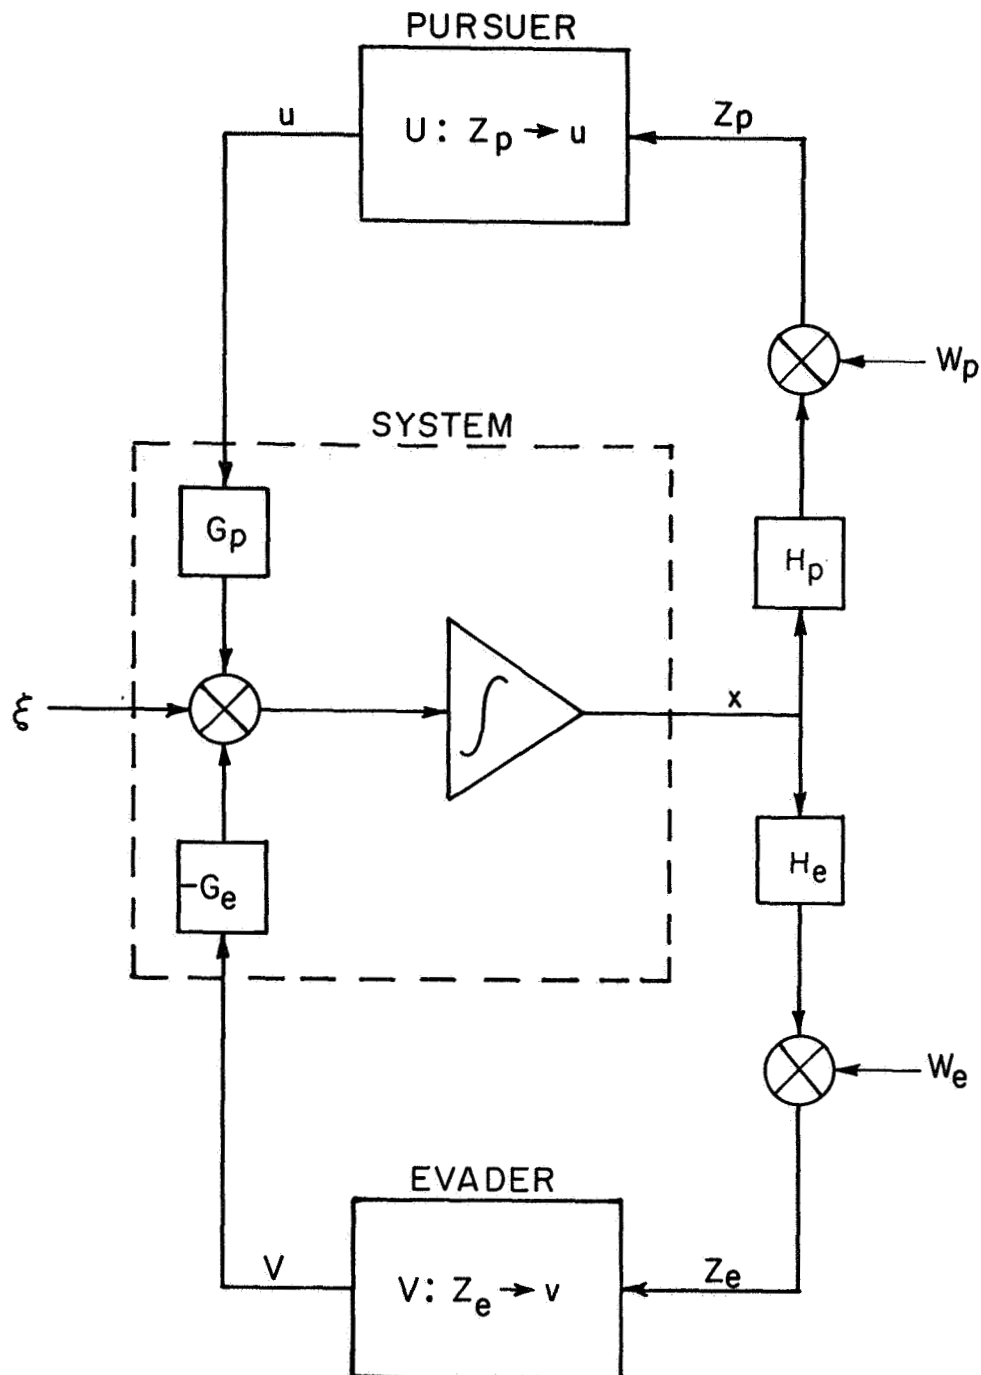 PURSUER
u
U: Zp → u
Zp
Wp
SYSTEM
Gp
Hp
ξ
∫
x
-Ge
He
We
EVADER
V
V: Ze → v
Ze